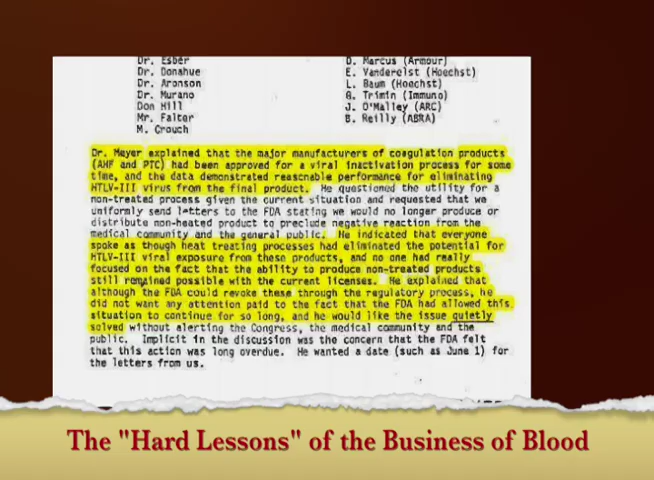 Dr. Esber
Dr. Donahue
Dr. Aronson
Dr. Murano
Don Hill
Mr. Falter
M. Crouch
D. Marcus (Armour)
E. Vanderelst (Hoechst)
L. Baum (Hoechst)
G. Trimin (Immuno)
J. O'Malley (ARC)
B. Reilly (ABRA)
Dr. Meyer explained that the major manufacturers of coagulation products
(AHF and PTC) had been approved for a viral inactivation process for some
time, and the data demonstrated reasonable performance for eliminating
HTLV-III virus from the final product. He questioned the utility for a
non-treated process given the current situation and requested that we
uniformly send letters to the FDA stating we would no longer produce or
distribute non-heated product to preclude negative reaction from the
medical community and the general public. He indicated that everyone
spoke as though heat treating processes had eliminated the potential for
HTLV-III viral exposure from these products, and no one had really
focused on the fact that the ability to produce non-treated products
still remained possible with the current licenses. He explained that
although the FDA could revoke these through the regulatory process, he
did not want any attention paid to the fact that the FDA had allowed this
situation to continue for so long, and he would like the issue quietly
solved without alerting the Congress, the medical community and the
public. Implicit in the discussion was the concern that the FDA felt
that this action was long overdue. He wanted a date (such as June 1) for
the letters from us.
The "Hard Lessons" of the Business of Blood